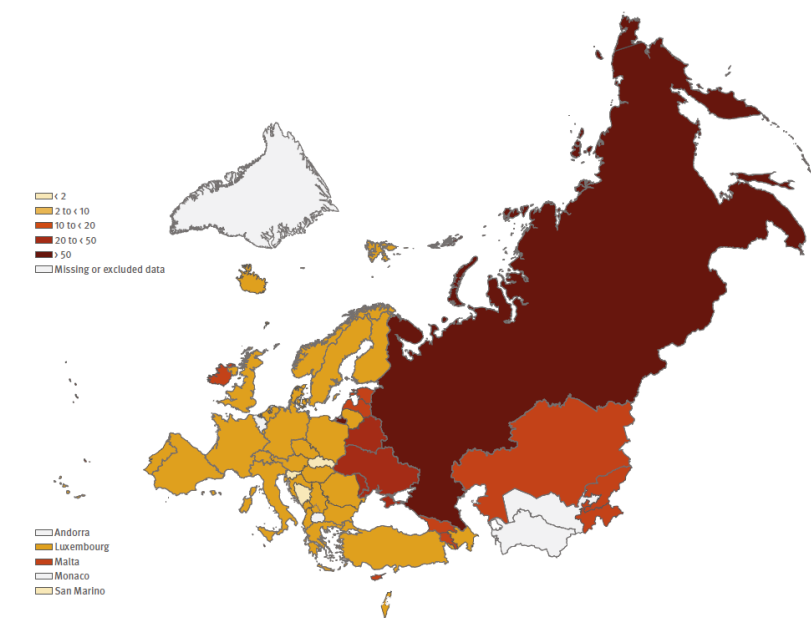 < 2
2 to < 10
10 to < 20
20 to < 50
> 50
Missing or excluded data
Andorra
Luxembourg
Malta
Monaco
San Marino